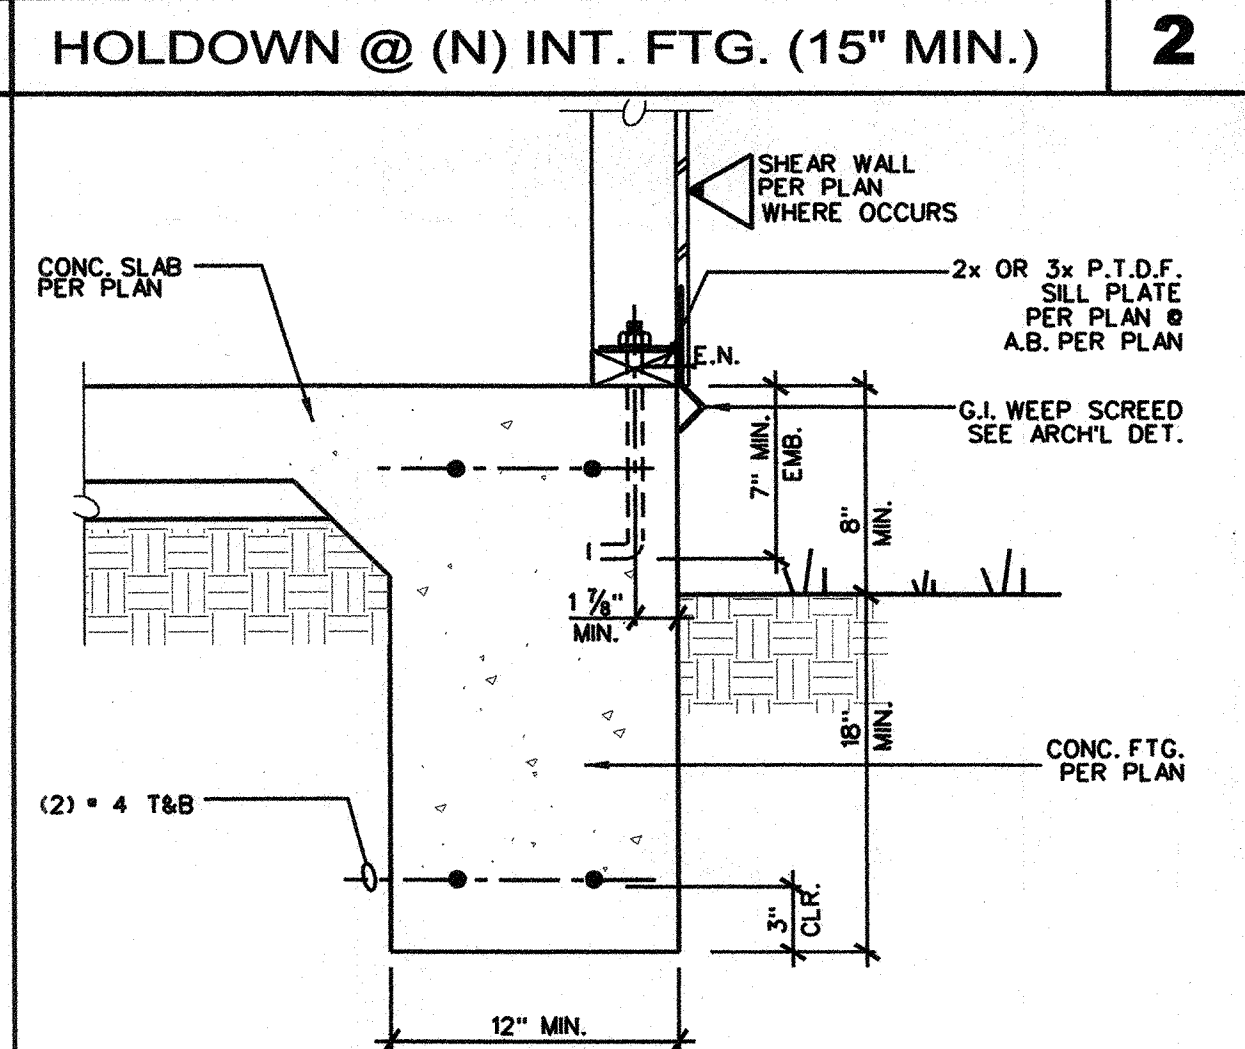 HOLDOWN @ (N) INT. FTG. (15" MIN.)
2
SHEAR WALL
PER PLAN
WHERE OCCURS
CONC. SLAB
PER PLAN
2x OR 3x P.T.D.F.
SILL PLATE
PER PLAN @
A.B. PER PLAN
E.N.
G.I. WEEP SCREED
SEE ARCH'L DET.
7" MIN.
EMB.
8"
MIN.
1 7/8"
MIN.
18"
MIN.
CONC. FTG.
PER PLAN
(2) # 4 T&B
3"
CLR.
12" MIN.